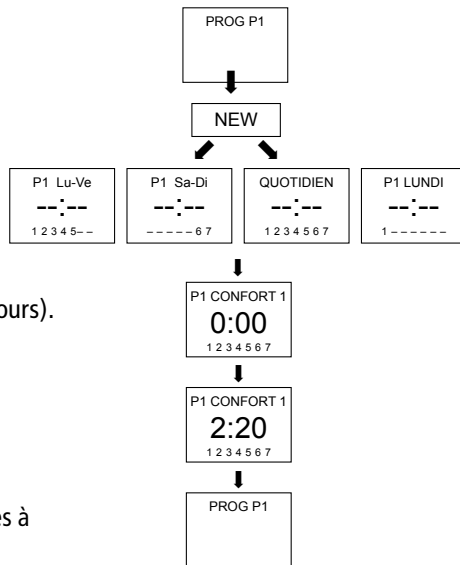 PROG P1
NEW
P1 Lu-Ve
--:--
1 2 3 4 5 – –
P1 Sa-Di
--:--
– – – – – 6 7
QUOTIDIEN
--:--
1 2 3 4 5 6 7
P1 LUNDI
--:--
1 – – – – – –
ours).
P1 CONFORT 1
0:00
1 2 3 4 5 6 7
P1 CONFORT 1
2:20
1 2 3 4 5 6 7
PROG P1
s à